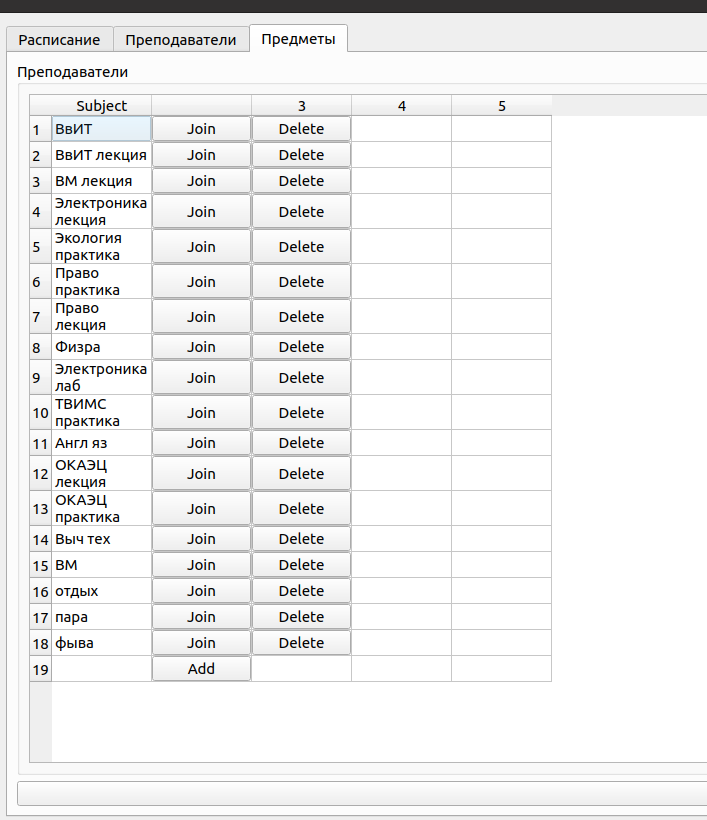 Расписание Преподаватели Предметы
Преподаватели
Subject 3 4 5
1 ВвИТ Join Delete
2 ВвИТ лекция Join Delete
3 ВМ лекция Join Delete
4 Электроника Join Delete
лекция
5 Экология Join Delete
практика
6 Право Join Delete
практика
7 Право Join Delete
лекция
8 Физра Join Delete
9 Электроника Join Delete
лаб
10 ТВИМС Join Delete
практика
11 Англ яз Join Delete
12 ОКАЭЦ Join Delete
лекция
13 ОКАЭЦ Join Delete
практика
14 Выч тех Join Delete
15 ВМ Join Delete
16 отдых Join Delete
17 пара Join Delete
18 фыва Join Delete
19 Add